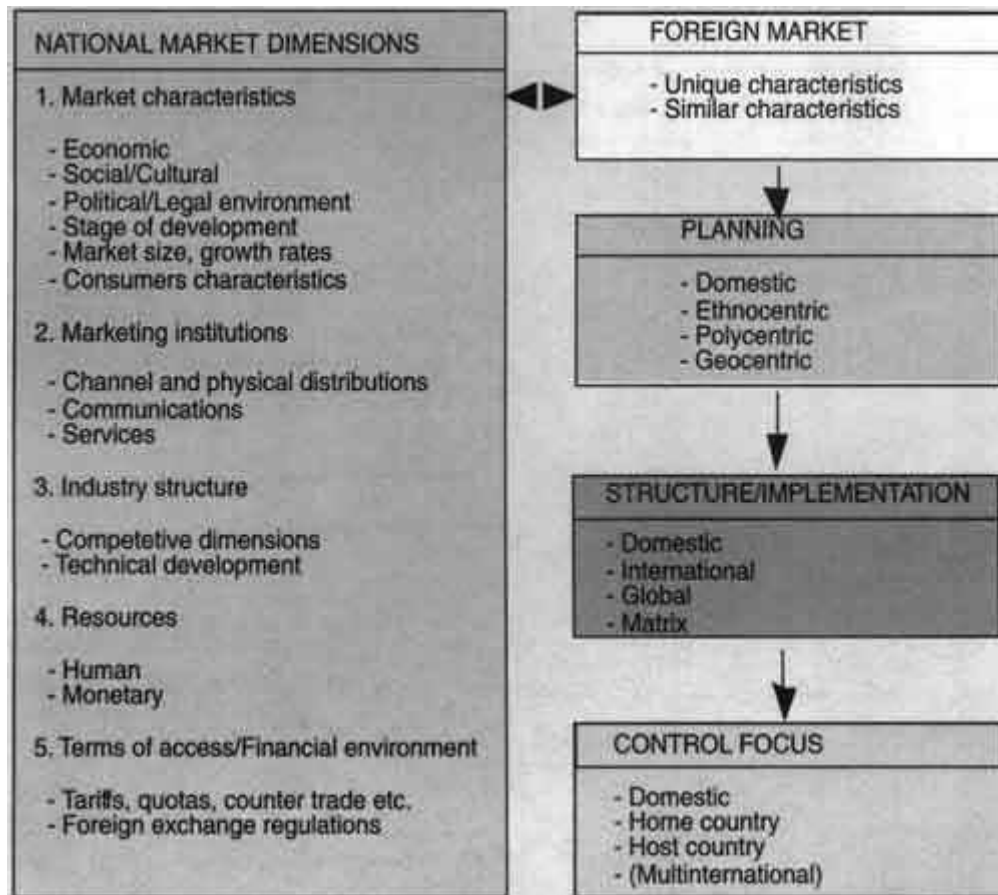 NATIONAL MARKET DIMENSIONS
1. Market characteristics
- Economic
- Social/Cultural
- Political/Legal environment
- Stage of development
- Market size, growth rates
- Consumers characteristics
2. Marketing institutions
- Channel and physical distributions
- Communications
- Services
3. Industry structure
- Competetive dimensions
- Technical development
4. Resources
- Human
- Monetary
5. Terms of access/Financial environment
- Tariffs, quotas, counter trade etc.
- Foreign exchange regulations
FOREIGN MARKET
- Unique characteristics
- Similar characteristics
PLANNING
- Domestic
- Ethnocentric
- Polycentric
- Geocentric
STRUCTURE/IMPLEMENTATION
- Domestic
- International
- Global
- Matrix
CONTROL FOCUS
- Domestic
- Home country
- Host country
- (Multinternational)